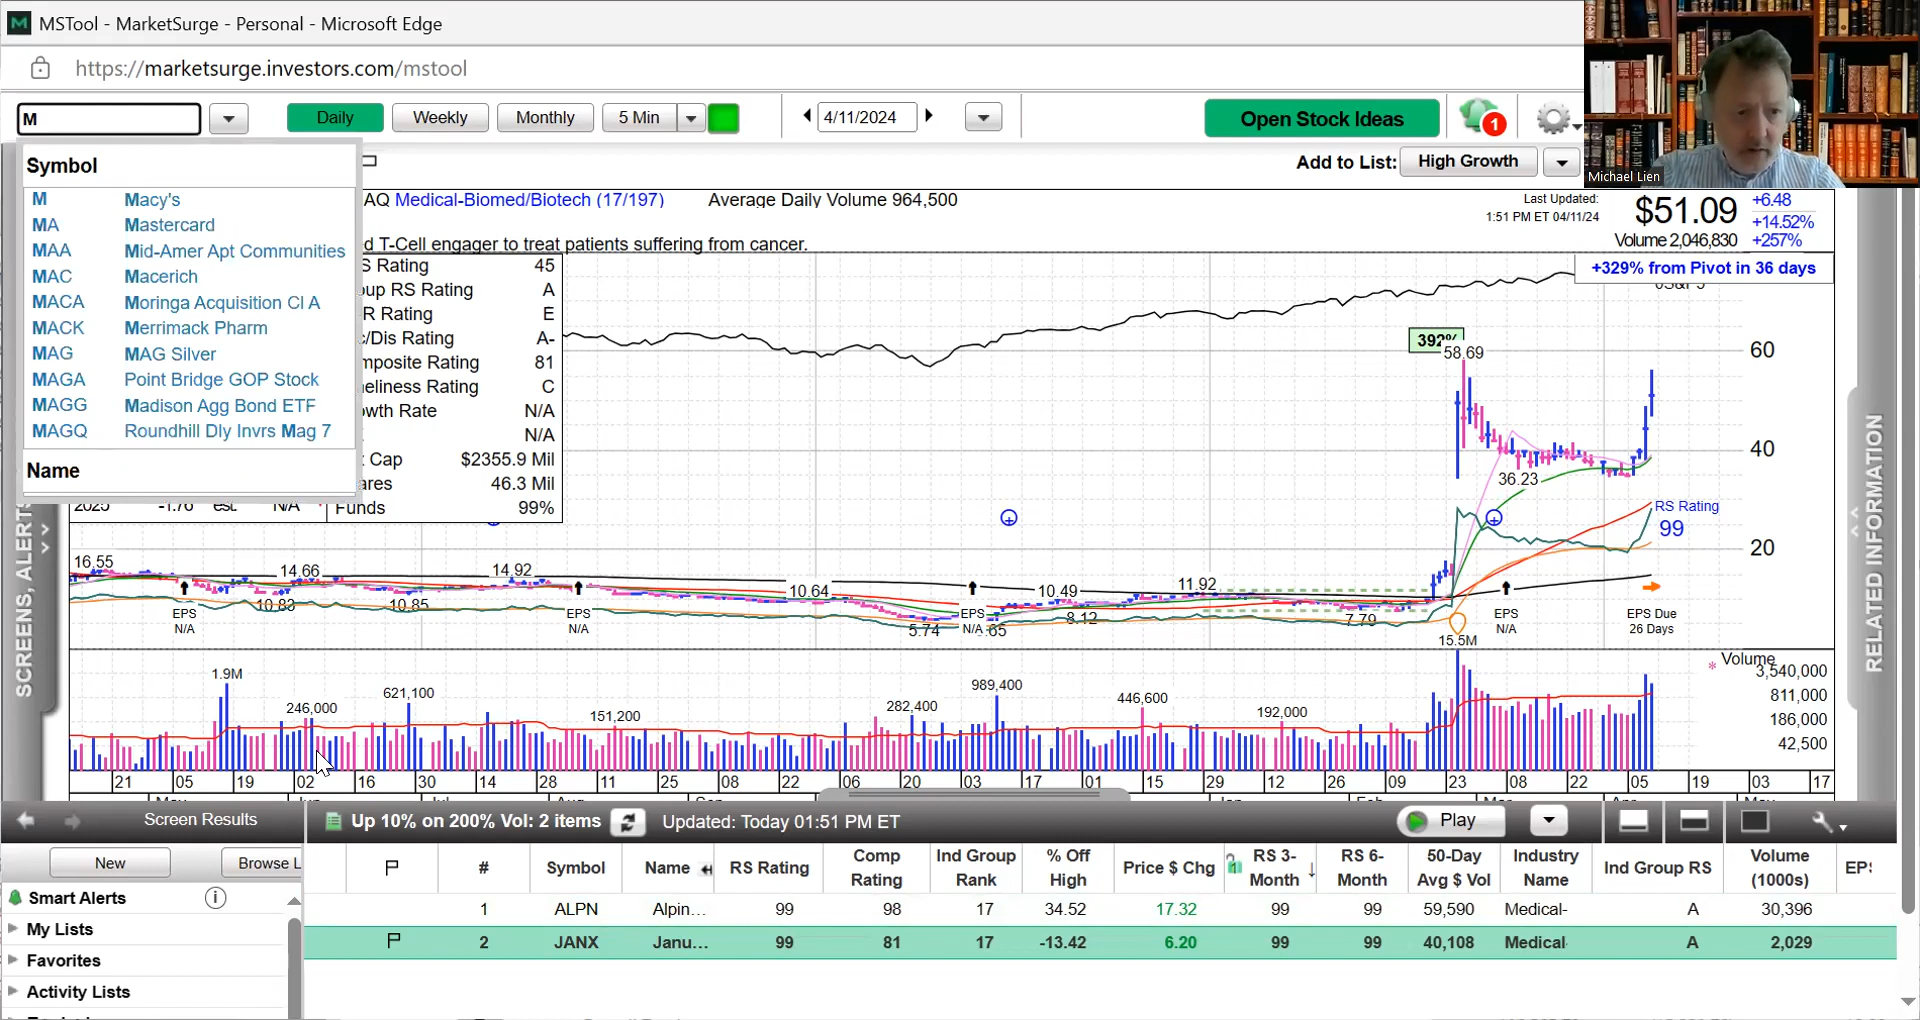 MSTool - MarketSurge - Personal - Microsoft Edge
https://marketsurge.investors.com/mstool
M
Daily
Weekly
Monthly
5 Min
4/11/2024
Open Stock Ideas
1
Michael Lien
Symbol
M Macy's
MA Mastercard
MAA Mid-Amer Apt Communities
MAC Macerich
MACA Moringa Acquisition Cl A
MACK Merrimack Pharm
MAG MAG Silver
MAGA Point Bridge GOP Stock
MAGG Madison Agg Bond ETF
MAGQ Roundhill Dly Invrs Mag 7
Name
Add to List:
High Growth
AQ Medical-Biomed/Biotech (17/197) Average Daily Volume 964,500
d T-Cell engager to treat patients suffering from cancer.
Last Updated:
1:51 PM ET 04/11/24
$51.09
Volume 2,046,830
+6.48
+14.52%
+257%
+329% from Pivot in 36 days
S Rating 45
oup RS Rating A
R Rating E
c/Dis Rating A-
mposite Rating 81
neliness Rating C
owth Rate N/A
N/A
Cap $2355.9 Mil
ares 46.3 Mil
Funds 99%
2025 -1.76 est. N/A
392%
58.69
36.23
60
40
20
RS Rating
99
16.55
10.83
14.66
10.85
14.92
10.64
5.74
10.49
8.12
11.92
7.79
15.5M
EPS
N/A
EPS
N/A
EPS
N/A
EPS
N/A
EPS Due
26 Days
Volume
3,540,000
811,000
186,000
42,500
1.9M
246,000
621,100
151,200
282,400
989,400
446,600
192,000
21 05 19 02 16 30 14 28 11 25 08 22 06 20 03 17 01 15 29 12 26 09 23 08 22 05 19 03 17
SCREENS, ALERTS
RELATED INFORMATION
Screen Results
Up 10% on 200% Vol: 2 items
Updated: Today 01:51 PM ET
Play
New
Browse L
Smart Alerts
My Lists
Favorites
Activity Lists
# Symbol Name RS Rating Comp Rating Ind Group Rank % Off High Price $ Chg 1 RS 3-Month RS 6-Month 50-Day Avg $ Vol Industry Name Ind Group RS Volume (1000s) EPS
1 ALPN Alpin... 99 98 17 34.52 17.32 99 99 59,590 Medical- A 30,396
2 JANX Janu... 99 81 17 -13.42 6.20 99 99 40,108 Medical A 2,029